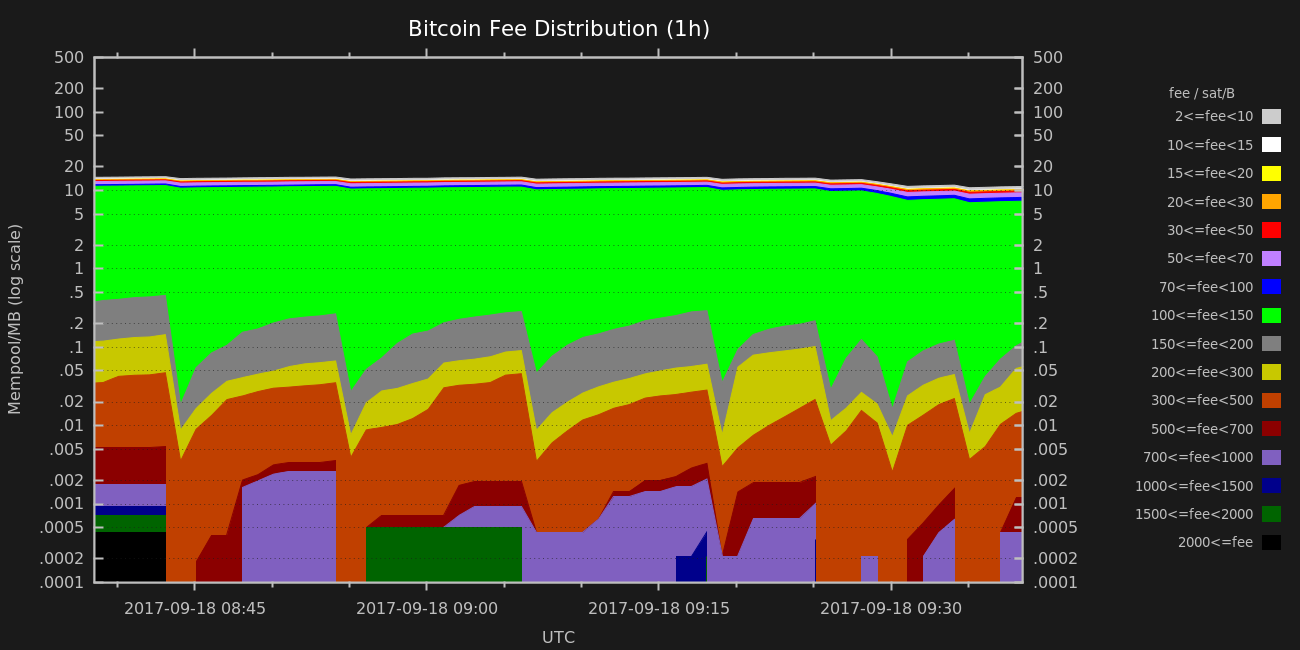 Bitcoin Fee Distribution (1h)
500 500
200 200
100 100
50 50
20 20
10 10
5 5
2 2
1 1
.5 .5
.2 .2
.1 .1
.05 .05
.02 .02
.01 .01
.005 .005
.002 .002
.001 .001
.0005 .0005
.0002 .0002
.0001 .0001
Mempool/MB (log scale)
2017-09-18 08:45 2017-09-18 09:00 2017-09-18 09:15 2017-09-18 09:30
UTC
fee / sat/B
2<=fee<10
10<=fee<15
15<=fee<20
20<=fee<30
30<=fee<50
50<=fee<70
70<=fee<100
100<=fee<150
150<=fee<200
200<=fee<300
300<=fee<500
500<=fee<700
700<=fee<1000
1000<=fee<1500
1500<=fee<2000
2000<=fee